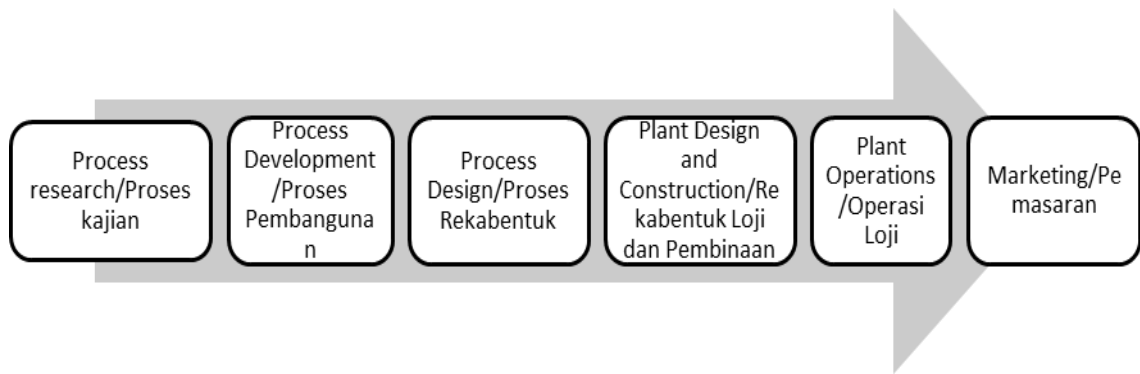 Process
research/Proses
kajian
Process
Development
/Proses
Pembanguna
n
Process
Design/Proses
Rekabentuk
Plant Design
and
Construction/Re
kabentuk Loji
dan Pembinaan
Plant
Operations
/Operasi
Loji
Marketing/Pe
masaran